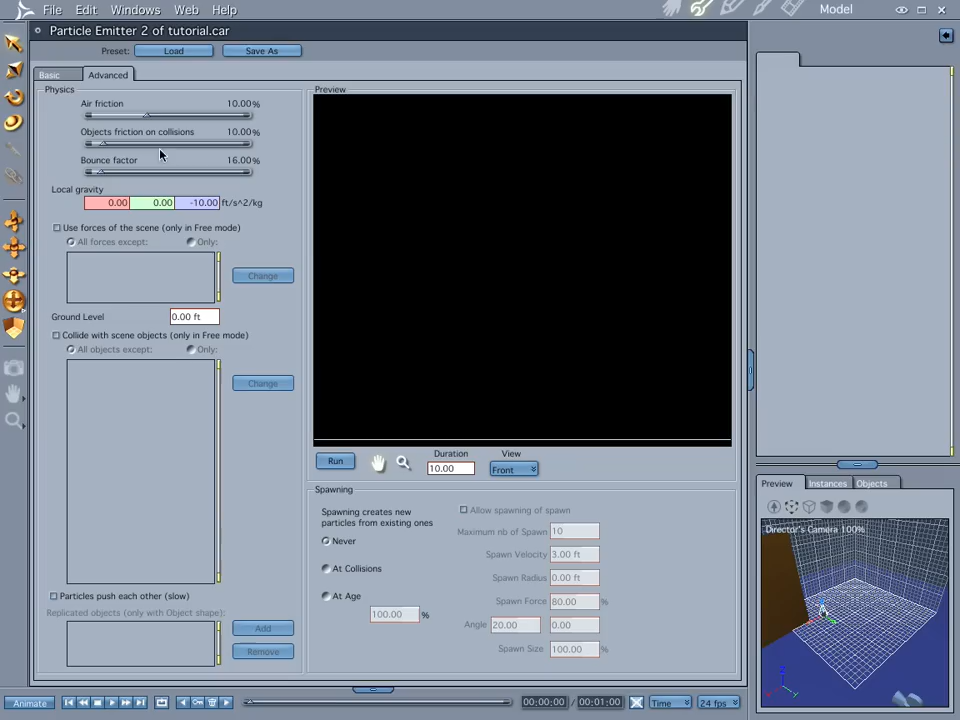 File Edit Windows Web Help Model
Particle Emitter 2 of tutorial.car
Preset: Load Save As
Basic Advanced
Physics
Air friction 10.00%
Objects friction on collisions 10.00%
Bounce factor 16.00%
Local gravity
0.00 0.00 -10.00 ft/s^2/kg
Use forces of the scene (only in Free mode)
All forces except: Only:
Change
Ground Level 0.00 ft
Collide with scene objects (only in Free mode)
All objects except: Only:
Change
Particles push each other (slow)
Replicated objects (only with Object shape):
Add
Remove
Preview
Run
Duration
10.00
View
Front
Spawning
Spawning creates new
particles from existing ones
Never
At Collisions
At Age
100.00 %
Allow spawning of spawn
Maximum nb of Spawn 10
Spawn Velocity 3.00 ft
Spawn Radius 0.00 ft
Spawn Force 80.00 %
Angle 20.00 0.00
Spawn Size 100.00 %
Preview Instances Objects
Director's Camera 100%
Animate 00:00:00 / 00:01:00 Time 24 fps